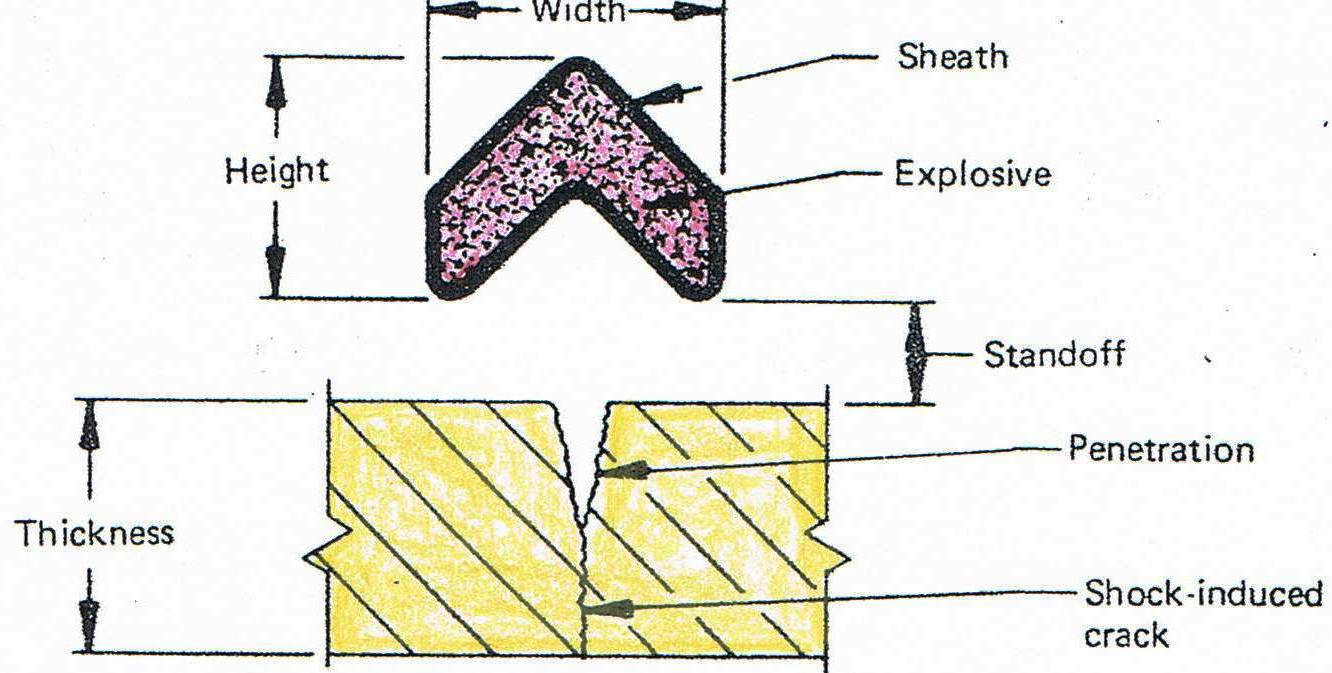 Width
Sheath
Height
Explosive
Standoff
Penetration
Thickness
Shock-induced
crack